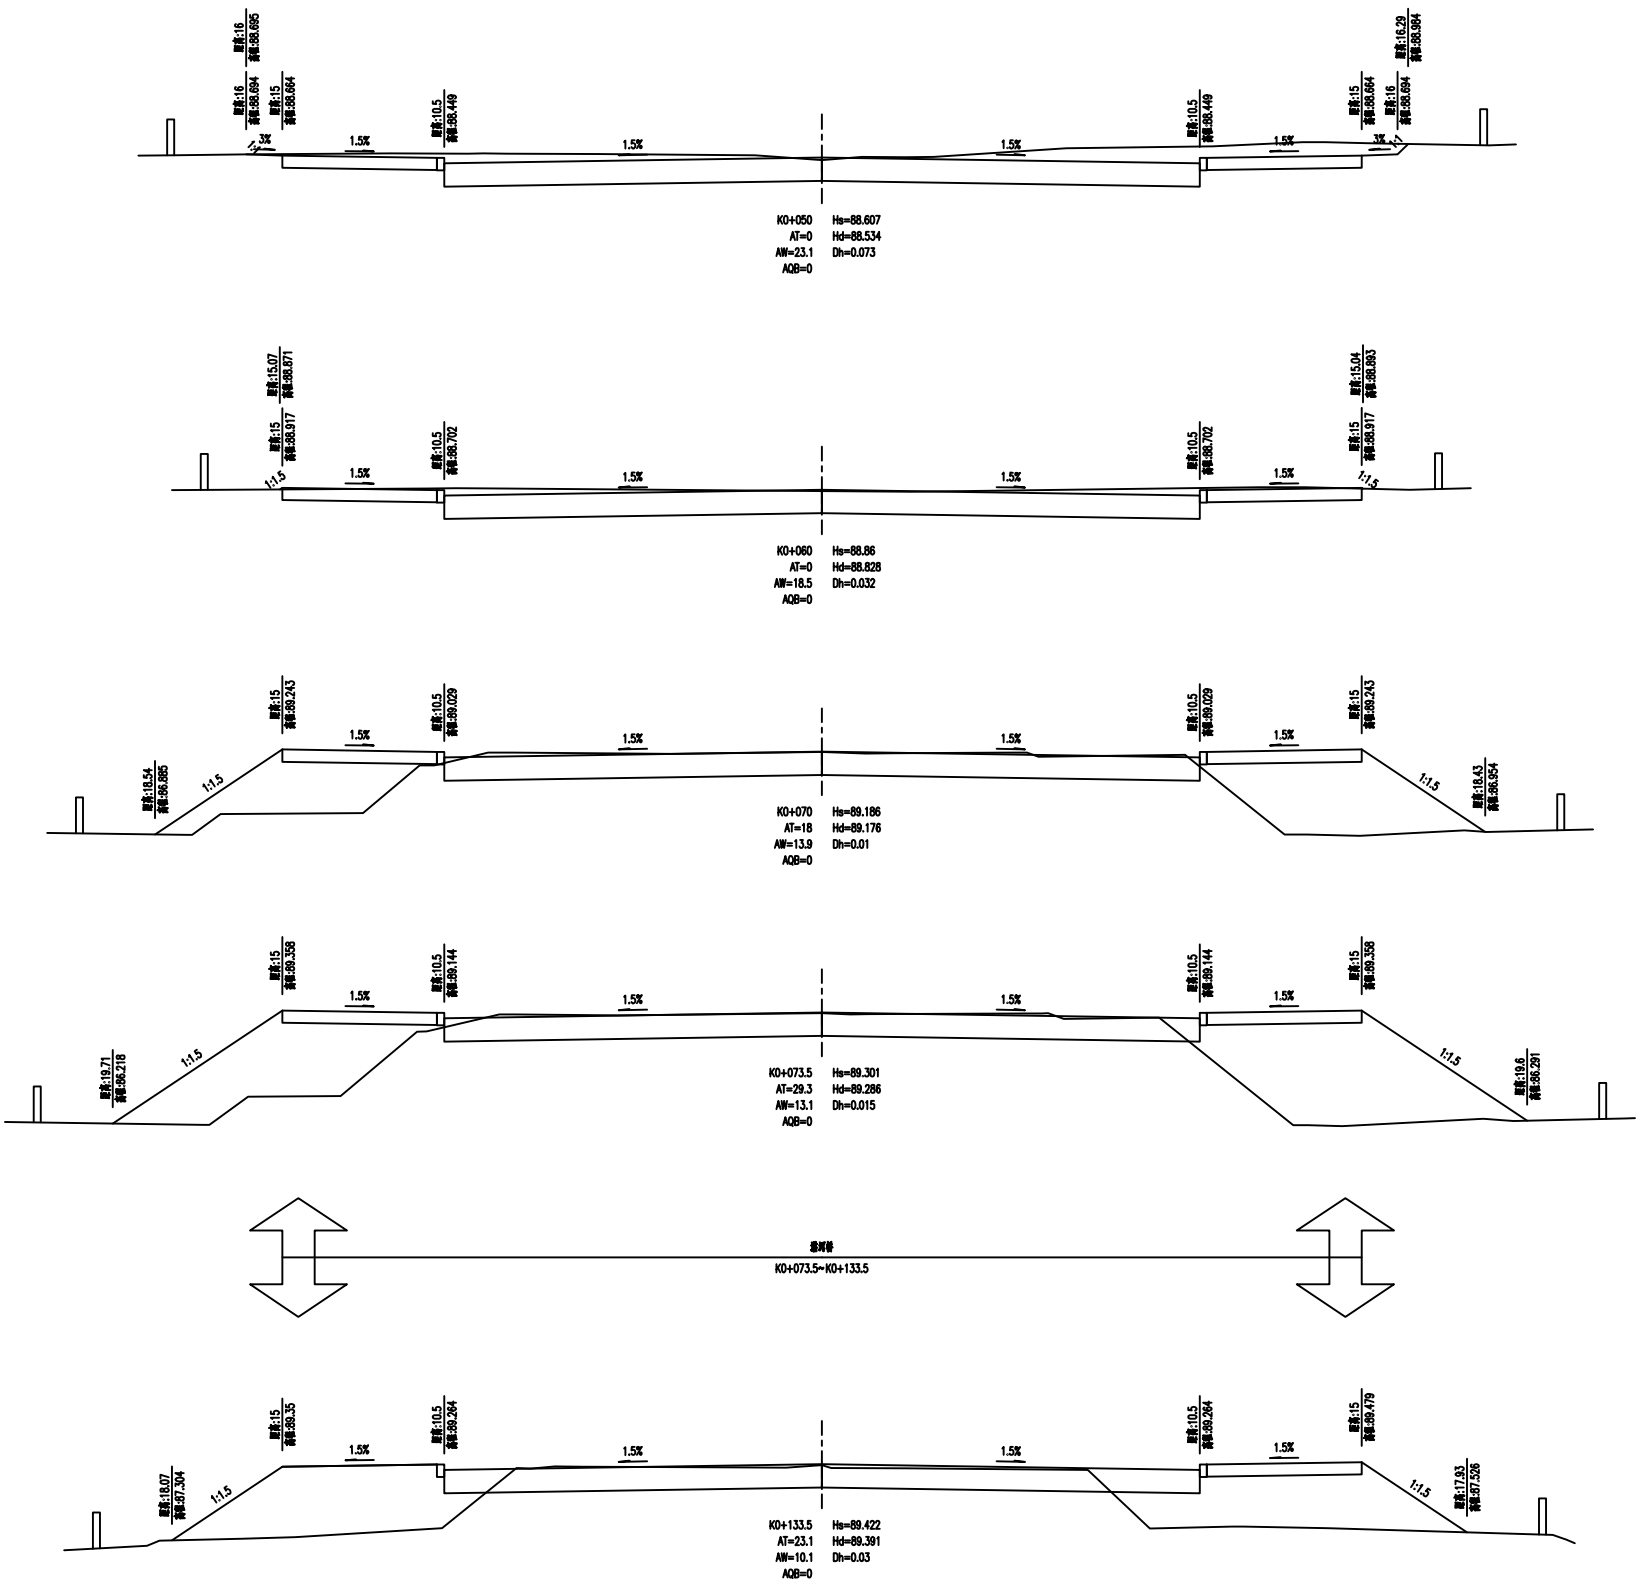 距离:16
高程:88.695
距离:16.29
高程:88.984
距离:16
高程:88.694
距离:15
高程:88.664
距离:10.5
高程:88.449
距离:10.5
高程:88.449
距离:15
高程:88.664
距离:16
高程:88.694
3%
1.5%
1.5%
1.5%
1.5%
3%
1:1
K0+050 Hs=88.607
AT=0 Hd=88.534
AW=23.1 Dh=0.073
AQB=0
距离:15.07
高程:88.871
距离:15.04
高程:88.893
距离:15
高程:88.917
距离:10.5
高程:88.702
距离:10.5
高程:88.702
距离:15
高程:88.917
1:1.5
1.5%
1.5%
1.5%
1.5%
1:1.5
K0+060 Hs=88.86
AT=0 Hd=88.828
AW=18.5 Dh=0.032
AQB=0
距离:15
高程:89.243
距离:10.5
高程:89.029
距离:10.5
高程:89.029
距离:15
高程:89.243
1.5%
1.5%
1.5%
1.5%
距离:18.54
高程:86.885
1:1.5
1:1.5
距离:18.43
高程:86.954
K0+070 Hs=89.186
AT=18 Hd=89.176
AW=13.9 Dh=0.01
AQB=0
距离:15
高程:89.358
距离:10.5
高程:89.144
距离:10.5
高程:89.144
距离:15
高程:89.358
1.5%
1.5%
1.5%
1.5%
距离:19.71
高程:86.218
1:1.5
1:1.5
距离:19.6
高程:86.291
K0+073.5 Hs=89.301
AT=29.3 Hd=89.286
AW=13.1 Dh=0.015
AQB=0
K0+073.5~K0+133.5
距离:15
高程:89.35
距离:10.5
高程:89.264
距离:10.5
高程:89.264
距离:15
高程:89.479
1.5%
1.5%
1.5%
1.5%
距离:18.07
高程:87.304
1:1.5
1:1.5
距离:17.93
高程:87.526
K0+133.5 Hs=89.422
AT=23.1 Hd=89.391
AW=10.1 Dh=0.03
AQB=0